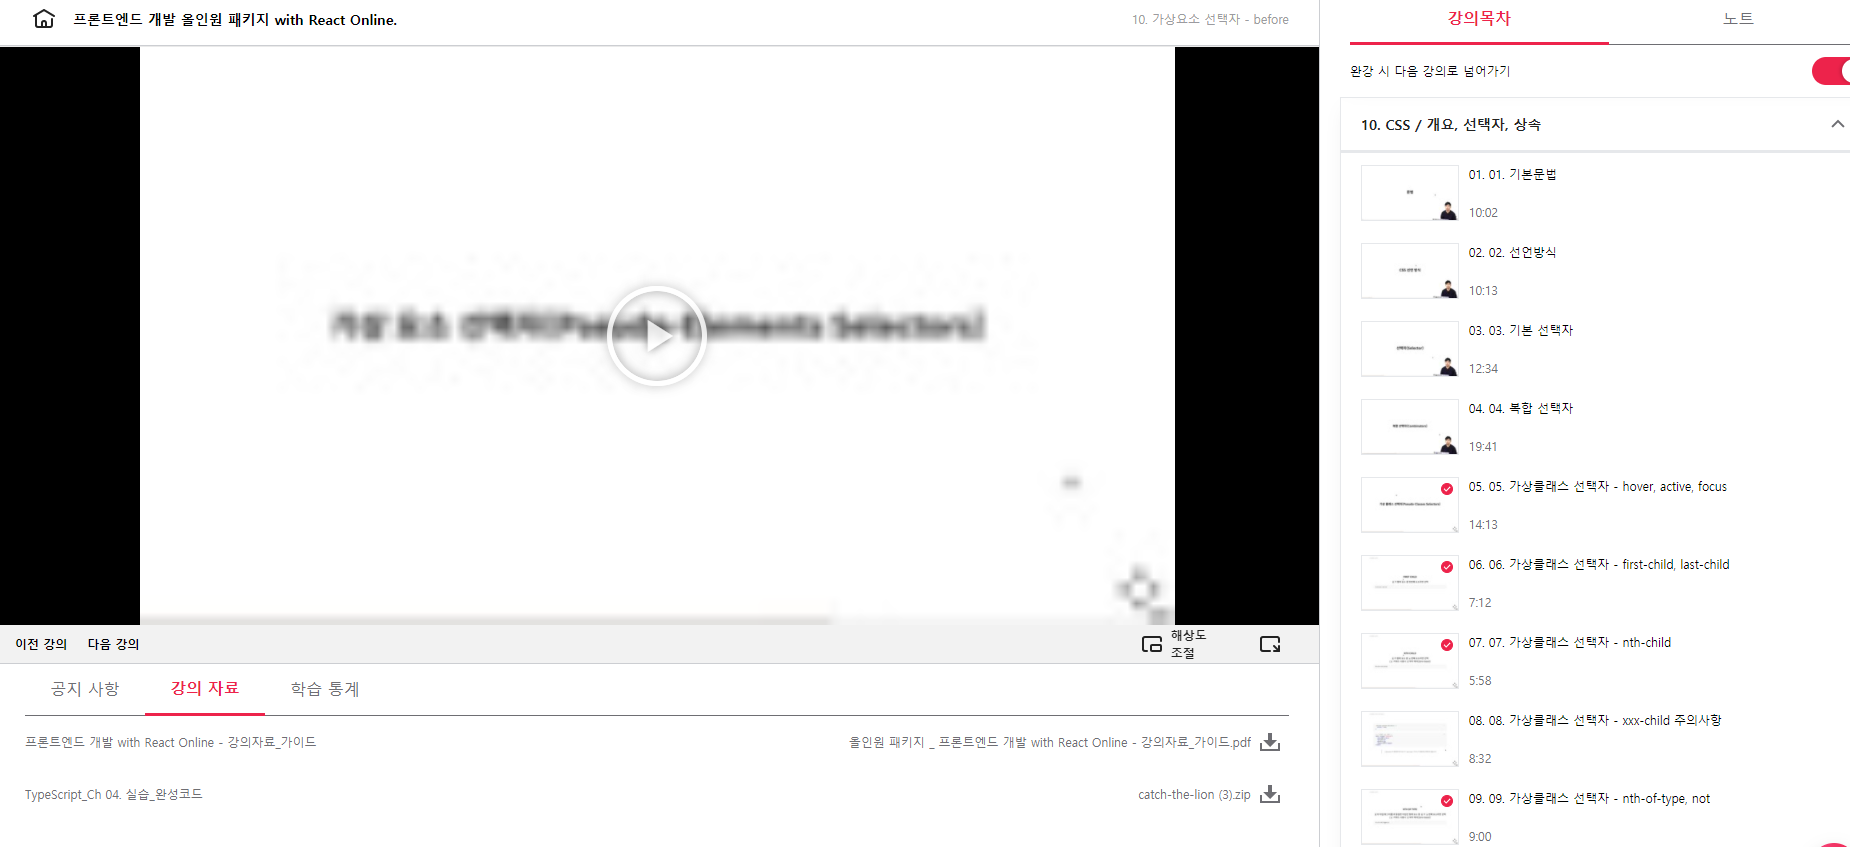 프론트엔드 개발 올인원 패키지 with React Online.
10. 가상요소 선택자 - before
가상 요소 선택자(Pseudo-Elements Selectors)
이전 강의
다음 강의
해상도
조절
공지 사항
강의 자료
학습 통계
프론트엔드 개발 with React Online - 강의자료_가이드
올인원 패키지 _ 프론트엔드 개발 with React Online - 강의자료_가이드.pdf
TypeScript_Ch 04. 실습_완성코드
catch-the-lion (3).zip
강의목차
노트
완강 시 다음 강의로 넘어가기
10. CSS / 개요, 선택자, 상속
01. 01. 기본문법
10:02
02. 02. 선언방식
10:13
03. 03. 기본 선택자
12:34
04. 04. 복합 선택자
19:41
05. 05. 가상클래스 선택자 - hover, active, focus
14:13
06. 06. 가상클래스 선택자 - first-child, last-child
7:12
07. 07. 가상클래스 선택자 - nth-child
5:58
08. 08. 가상클래스 선택자 - xxx-child 주의사항
8:32
09. 09. 가상클래스 선택자 - nth-of-type, not
9:00